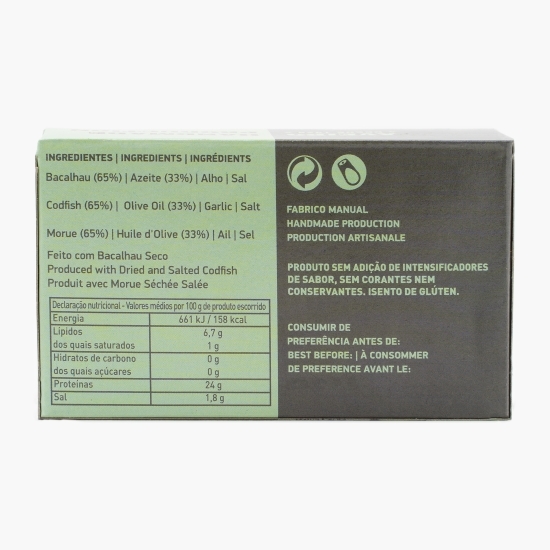 INGREDIENTES | INGREDIENTS | INGRÉDIENTS
Bacalhau (65%) | Azeite (33%) | Alho | Sal
Codfish (65%) | Olive Oil (33%) | Garlic | Salt
Morue (65%) | Huile d'Olive (33%) | Ail | Sel
Feito com Bacalhau Seco
Produced with Dried and Salted Codfish
Produit avec Morue Séchée Salée
Declaração nutricional - Valores médios por 100 g de produto escorrido
Energia 661 kJ / 158 kcal
Lípidos 6,7 g
dos quais saturados 1 g
Hidratos de carbono 0 g
dos quais açúcares 0 g
Proteínas 24 g
Sal 1,8 g
FABRICO MANUAL
HANDMADE PRODUCTION
PRODUCTION ARTISANALE
PRODUTO SEM ADIÇÃO DE INTENSIFICADORES
DE SABOR, SEM CORANTES NEM
CONSERVANTES. ISENTO DE GLÚTEN.
CONSUMIR DE
PREFERÊNCIA ANTES DE:
BEST BEFORE: | À CONSOMMER
DE PREFERENCE AVANT LE: